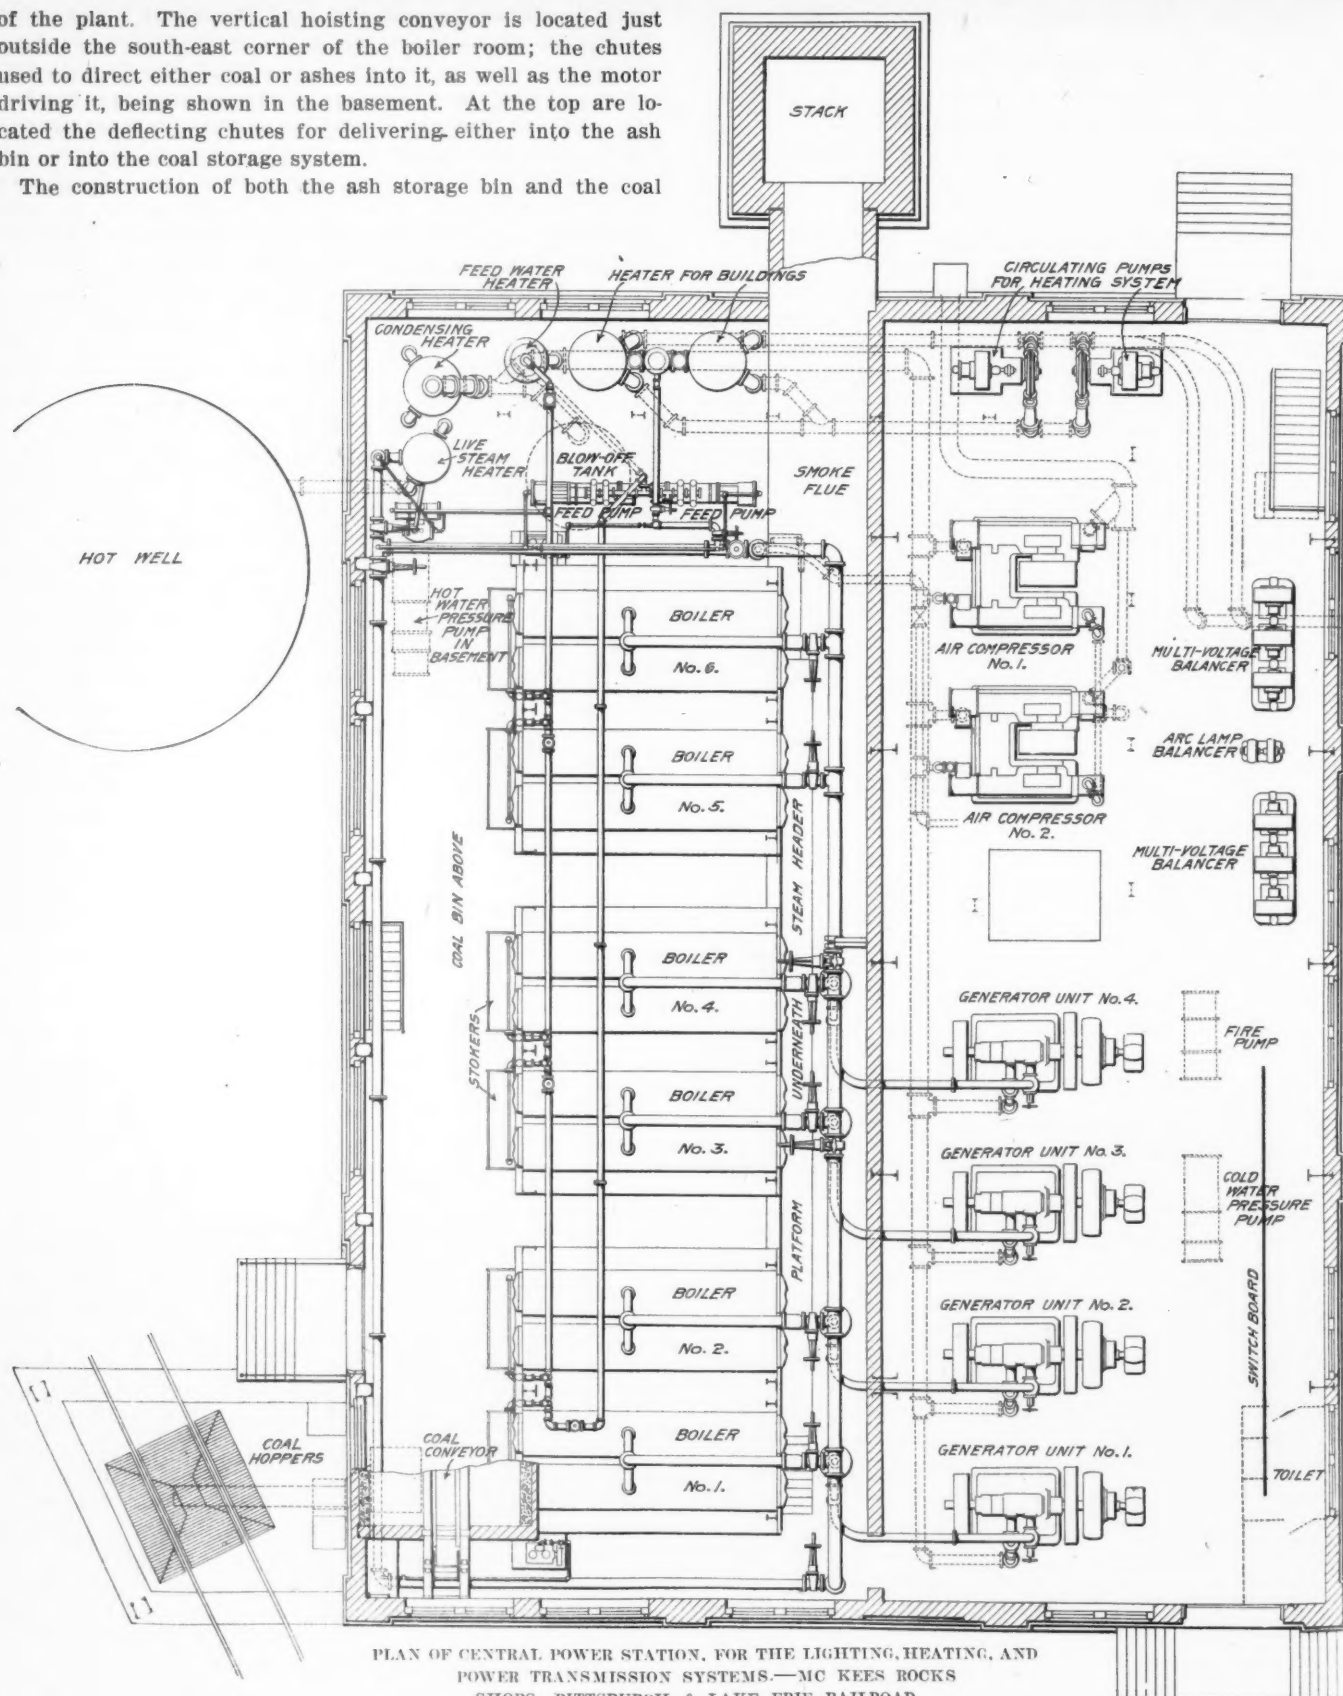 of the plant. The vertical hoisting conveyor is located just
outside the south-east corner of the boiler room; the chutes
used to direct either coal or ashes into it, as well as the motor
driving it, being shown in the basement. At the top are lo-
cated the deflecting chutes for delivering either into the ash
bin or into the coal storage system.
The construction of both the ash storage bin and the coal
STACK
FEED WATER
HEATER
HEATER FOR BUILDINGS
CIRCULATING PUMPS
FOR HEATING SYSTEM
CONDENSING
HEATER
LIVE
STEAM
HEATER
BLOW-OFF
TANK
SMOKE
FLUE
FEED PUMP
FEED PUMP
HOT WELL
HOT
WATER
PRESSURE
PUMP
IN
BASEMENT
BOILER
No. 6.
AIR COMPRESSOR
No. 1.
MULTI-VOLTAGE
BALANCER
BOILER
No. 5.
ARC LAMP
BALANCER
AIR COMPRESSOR
No. 2.
MULTI-VOLTAGE
BALANCER
COAL BIN ABOVE
STEAM HEADER
UNDERNEATH
PLATFORM
STOKERS
BOILER
No. 4.
GENERATOR UNIT No. 4.
FIRE
PUMP
BOILER
No. 3.
GENERATOR UNIT No. 3.
COLD
WATER
PRESSURE
PUMP
BOILER
No. 2.
GENERATOR UNIT No. 2.
SWITCH BOARD
COAL
HOPPERS
COAL
CONVEYOR
BOILER
No. 1.
GENERATOR UNIT No. 1.
TOILET
PLAN OF CENTRAL POWER STATION, FOR THE LIGHTING, HEATING, AND
POWER TRANSMISSION SYSTEMS.—MC KEES ROCKS
SHOPS, PITTSBURGH & LAKE ERIE RAILROAD